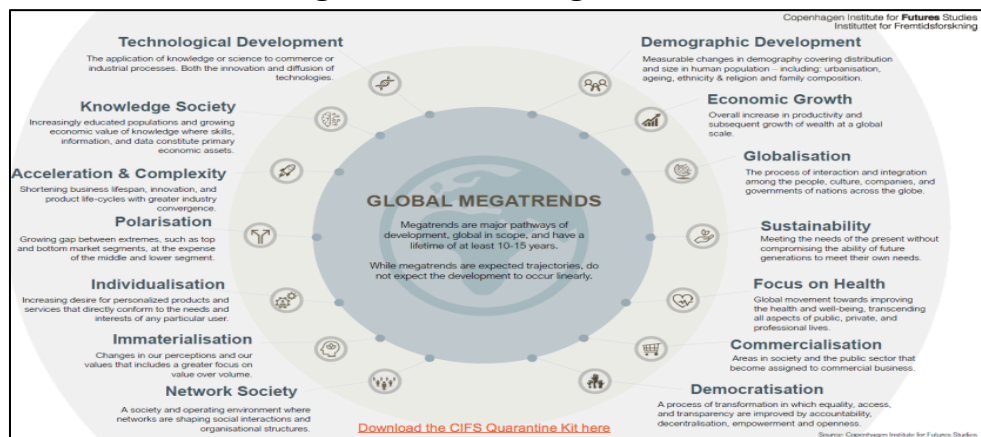 Copenhagen Institute for Futures Studies
Instituttet for Fremtidsforskning
Technological Development
The application of knowledge or science to commerce or
industrial processes. Both the innovation and diffusion of
technologies.
Knowledge Society
Increasingly educated populations and growing
economic value of knowledge where skills,
information, and data constitute primary
economic assets.
Acceleration & Complexity
Shortening business lifespan, innovation, and
product life-cycles with greater industry
convergence.
Polarisation
Growing gap between extremes, such as top
and bottom market segments, at the expense
of the middle and lower segment.
Individualisation
Increasing desire for personalized products and
services that directly conform to the needs and
interests of any particular user.
Immaterialisation
Changes in our perceptions and our
values that includes a greater focus on
value over volume.
Network Society
A society and operating environment where
networks are shaping social interactions and
organisational structures.
GLOBAL MEGATRENDS
Megatrends are major pathways of
development, global in scope, and have a
lifetime of at least 10-15 years.
While megatrends are expected trajectories, do
not expect the development to occur linearly.
Demographic Development
Measurable changes in demography covering distribution
and size in human population – including; urbanisation,
ageing, ethnicity & religion and family composition.
Economic Growth
Overall increase in productivity and
subsequent growth of wealth at a global
scale.
Globalisation
The process of interaction and integration
among the people, culture, companies, and
governments of nations across the globe.
Sustainability
Meeting the needs of the present without
compromising the ability of future
generations to meet their own needs.
Focus on Health
Global movement towards improving
the health and well-being, transcending
all aspects of public, private, and
professional lives.
Commercialisation
Areas in society and the public sector that
become assigned to commercial business.
Democratisation
A process of transformation in which equality, access,
and transparency are improved by accountability,
decentralisation, empowerment and openness.
Download the CIFS Quarantine Kit here
Source: Copenhagen Institute for Futures Studies